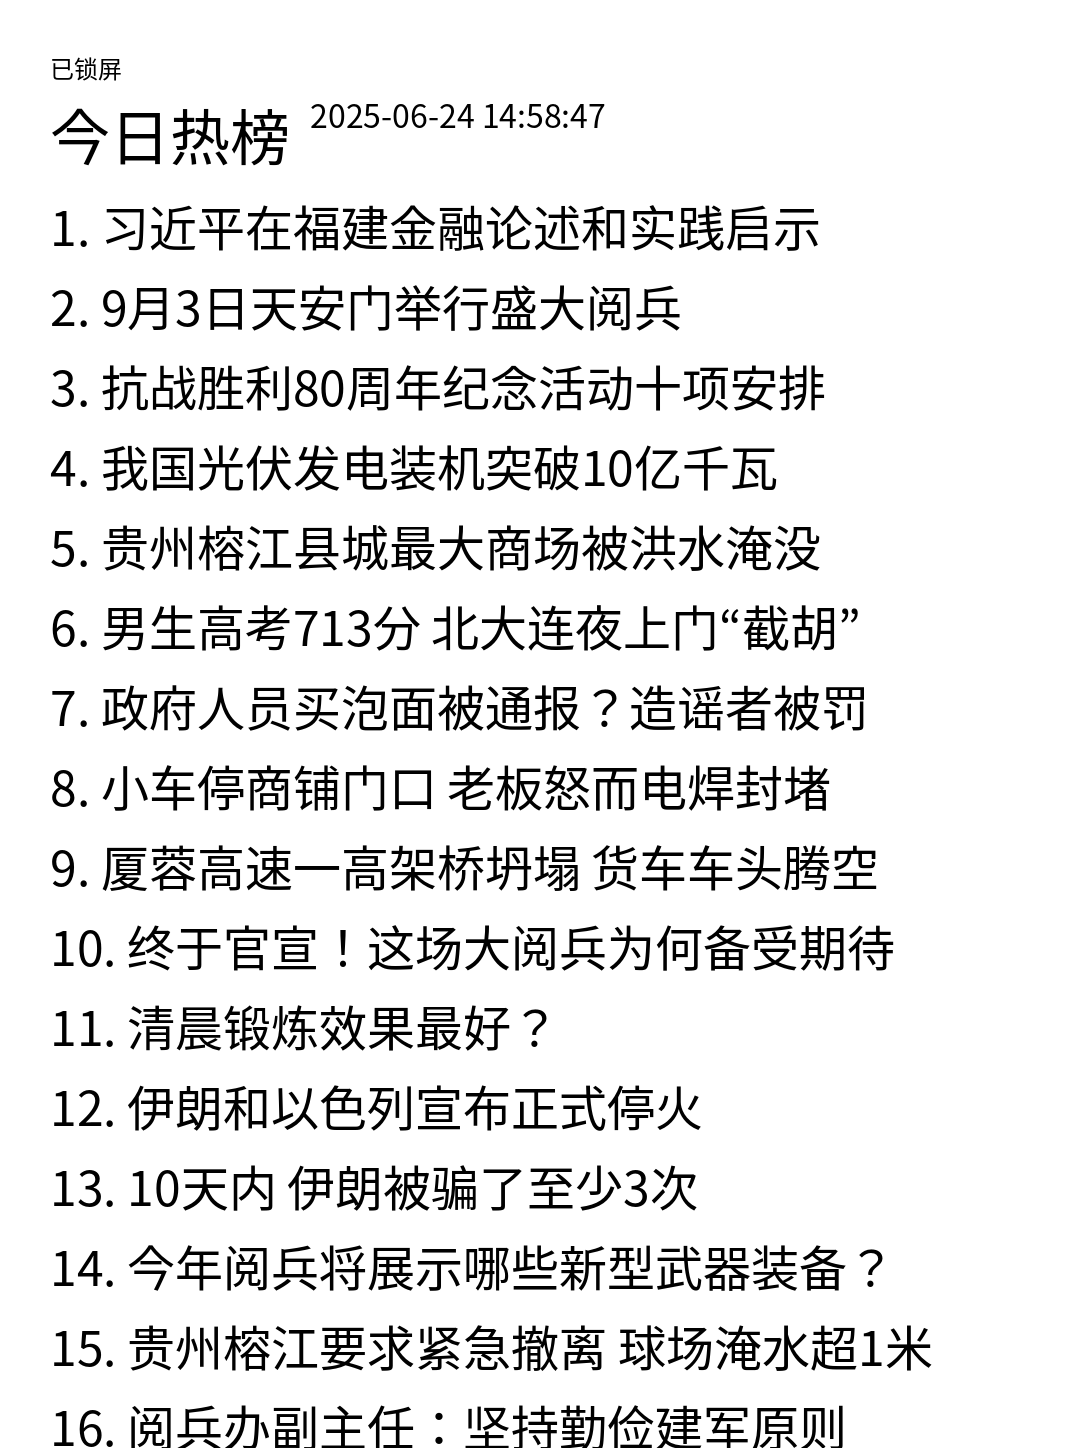 已锁屏
今日热榜 2025-06-24 14:58:47
1. 习近平在福建金融论述和实践启示
2. 9月3日天安门举行盛大阅兵
3. 抗战胜利80周年纪念活动十项安排
4. 我国光伏发电装机突破10亿千瓦
5. 贵州榕江县城最大商场被洪水淹没
6. 男生高考713分 北大连夜上门“截胡”
7. 政府人员买泡面被通报？造谣者被罚
8. 小车停商铺门口 老板怒而电焊封堵
9. 厦蓉高速一高架桥坍塌 货车车头腾空
10. 终于官宣！这场大阅兵为何备受期待
11. 清晨锻炼效果最好？
12. 伊朗和以色列宣布正式停火
13. 10天内 伊朗被骗了至少3次
14. 今年阅兵将展示哪些新型武器装备？
15. 贵州榕江要求紧急撤离 球场淹水超1米
16. 阅兵办副主任：坚持勤俭建军原则